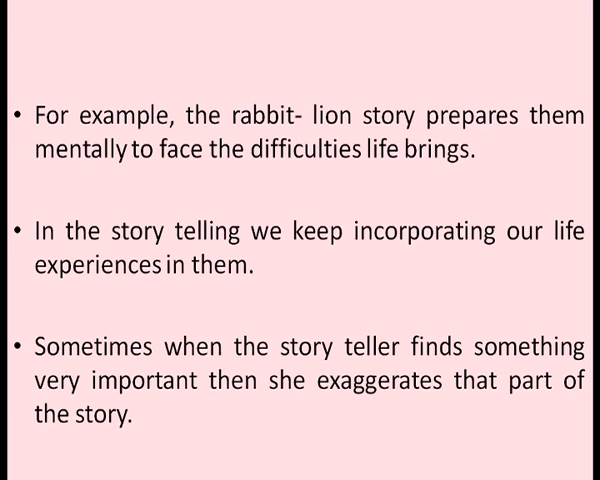 • For example, the rabbit- lion story prepares them
mentally to face the difficulties life brings.
• In the story telling we keep incorporating our life
experiences in them.
• Sometimes when the story teller finds something
very important then she exaggerates that part of
the story.